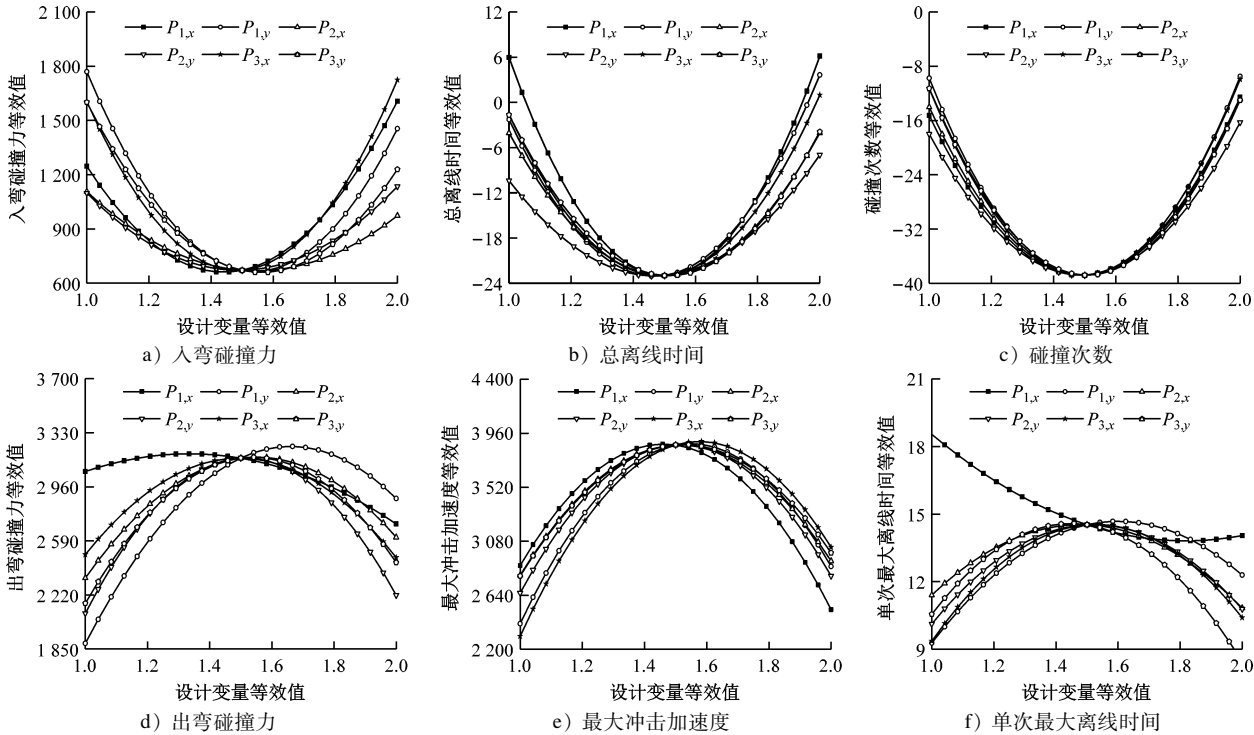 入弯碰撞力等效值
2 100
1 800
1 500
1 200
900
600
P1,x P1,y P2,x
P2,y P3,x P3,y
1.0 1.2 1.4 1.6 1.8 2.0
设计变量等效值
a）入弯碰撞力
总离线时间等效值
12
6
0
−6
−12
−18
−24
P1,x P1,y P2,x
P2,y P3,x P3,y
1.0 1.2 1.4 1.6 1.8 2.0
设计变量等效值
b）总离线时间
碰撞次数等效值
0
−8
−16
−24
−32
−40
P1,x P1,y P2,x
P2,y P3,x P3,y
1.0 1.2 1.4 1.6 1.8 2.0
设计变量等效值
c）碰撞次数
出弯碰撞力等效值
3 700
3 330
2 960
2 590
2 220
1 850
P1,x P1,y P2,x
P2,y P3,x P3,y
1.0 1.2 1.4 1.6 1.8 2.0
设计变量等效值
d）出弯碰撞力
最大冲击加速度等效值
4 400
3 960
3 520
3 080
2 640
2 200
P1,x P1,y P2,x
P2,y P3,x P3,y
1.0 1.2 1.4 1.6 1.8 2.0
设计变量等效值
e）最大冲击加速度
单次最大离线时间等效值
21
18
15
12
9
P1,x P1,y P2,x
P2,y P3,x P3,y
1.0 1.2 1.4 1.6 1.8 2.0
设计变量等效值
f）单次最大离线时间